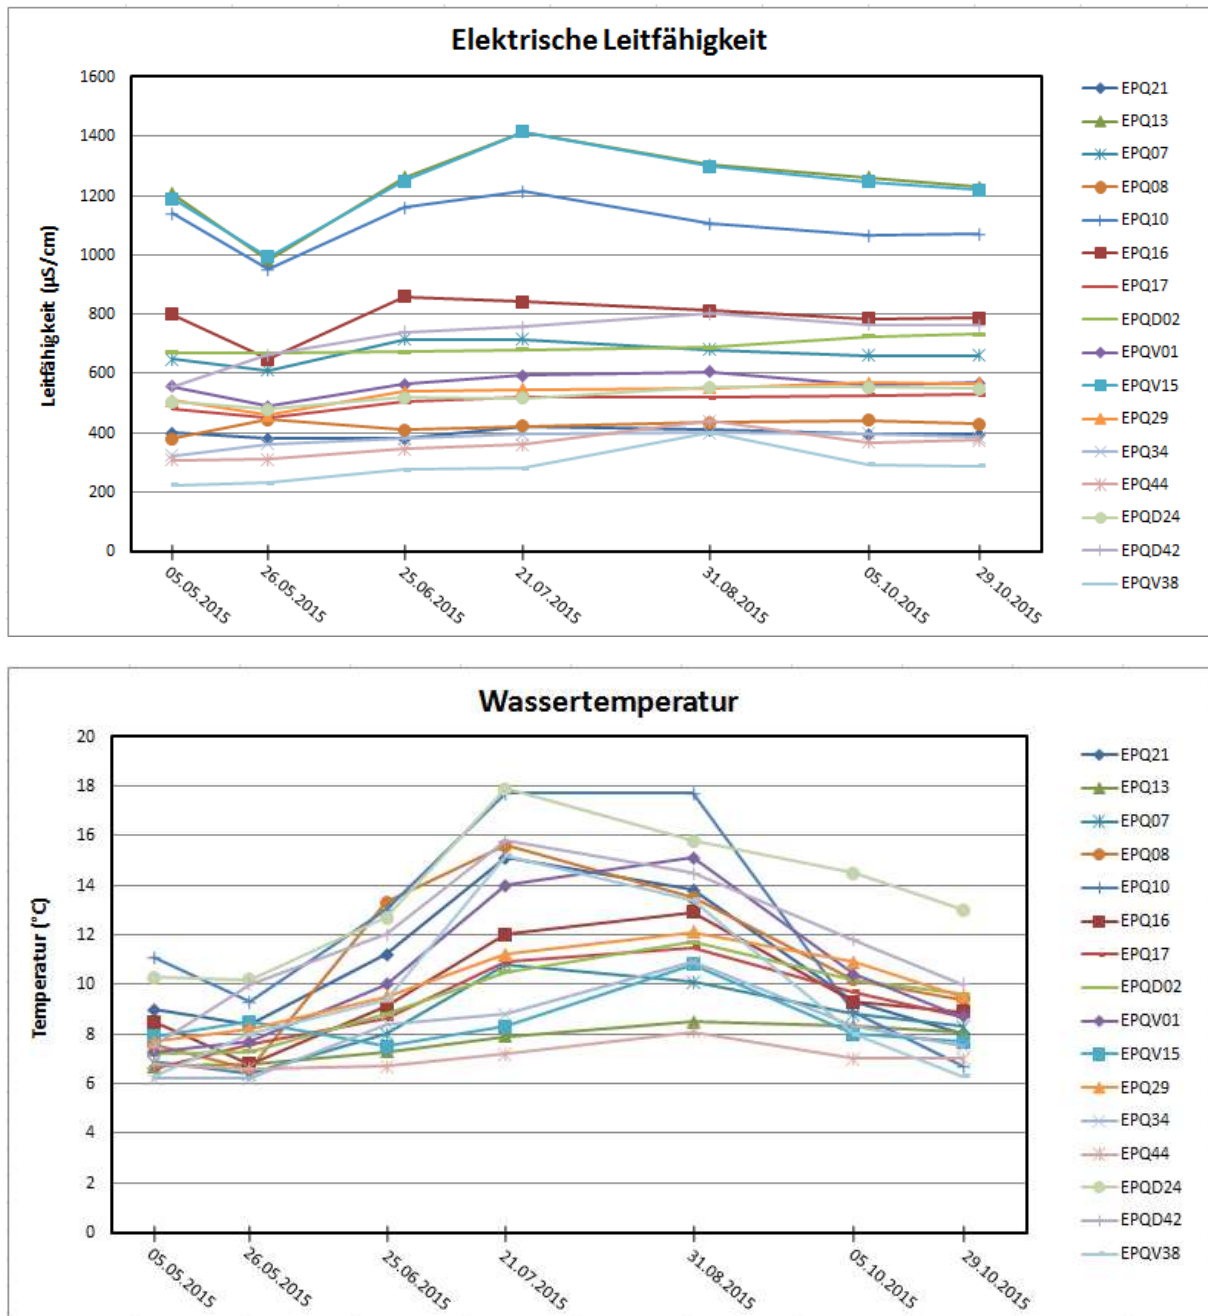 Elektrische Leitfähigkeit
Leitfähigkeit (µS/cm)
1600
1400
1200
1000
800
600
400
200
0
05.05.2015
26.05.2015
25.06.2015
21.07.2015
31.08.2015
05.10.2015
29.10.2015
EPQ21
EPQ13
EPQ07
EPQ08
EPQ10
EPQ16
EPQ17
EPQD02
EPQV01
EPQV15
EPQ29
EPQ34
EPQ44
EPQD24
EPQD42
EPQV38
Wassertemperatur
Temperatur (°C)
20
18
16
14
12
10
8
6
4
2
0
05.05.2015
26.05.2015
25.06.2015
21.07.2015
31.08.2015
05.10.2015
29.10.2015
EPQ21
EPQ13
EPQ07
EPQ08
EPQ10
EPQ16
EPQ17
EPQD02
EPQV01
EPQV15
EPQ29
EPQ34
EPQ44
EPQD24
EPQD42
EPQV38